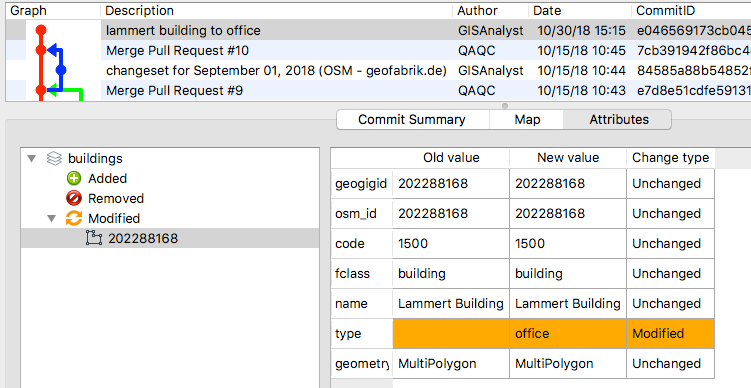 Graph Description Author Date CommitID
lammert building to office GISAnalyst 10/30/18 15:15 e046569173cb045
Merge Pull Request #10 QAQC 10/15/18 10:45 7cb391942f86bc4
changeset for September 01, 2018 (OSM - geofabrik.de) GISAnalyst 10/15/18 10:44 84585a88b54852f
Merge Pull Request #9 QAQC 10/15/18 10:43 e7d8e51cdfe59131
Commit Summary Map Attributes
buildings
Added
Removed
Modified
202288168
Old value New value Change type
geogigid 202288168 202288168 Unchanged
osm_id 202288168 202288168 Unchanged
code 1500 1500 Unchanged
fclass building building Unchanged
name Lammert Building Lammert Building Unchanged
type office Modified
geometry MultiPolygon MultiPolygon Unchanged